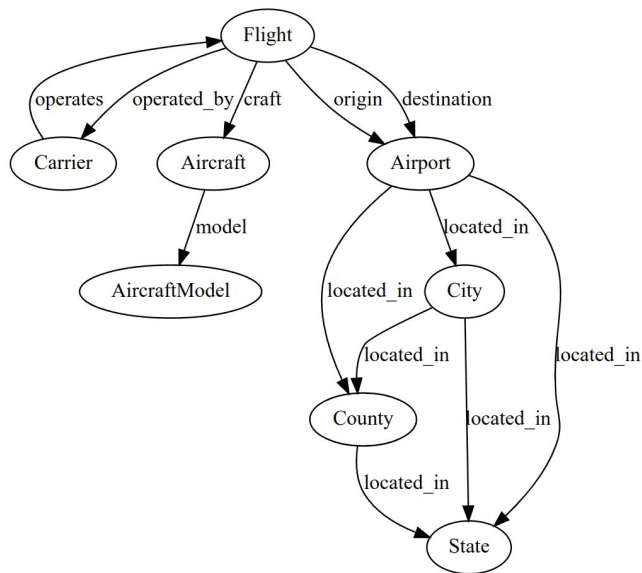 Flight
operates
operated_by
craft
origin
destination
Carrier
Aircraft
Airport
model
located_in
AircraftModel
located_in
City
located_in
located_in
located_in
County
located_in
State